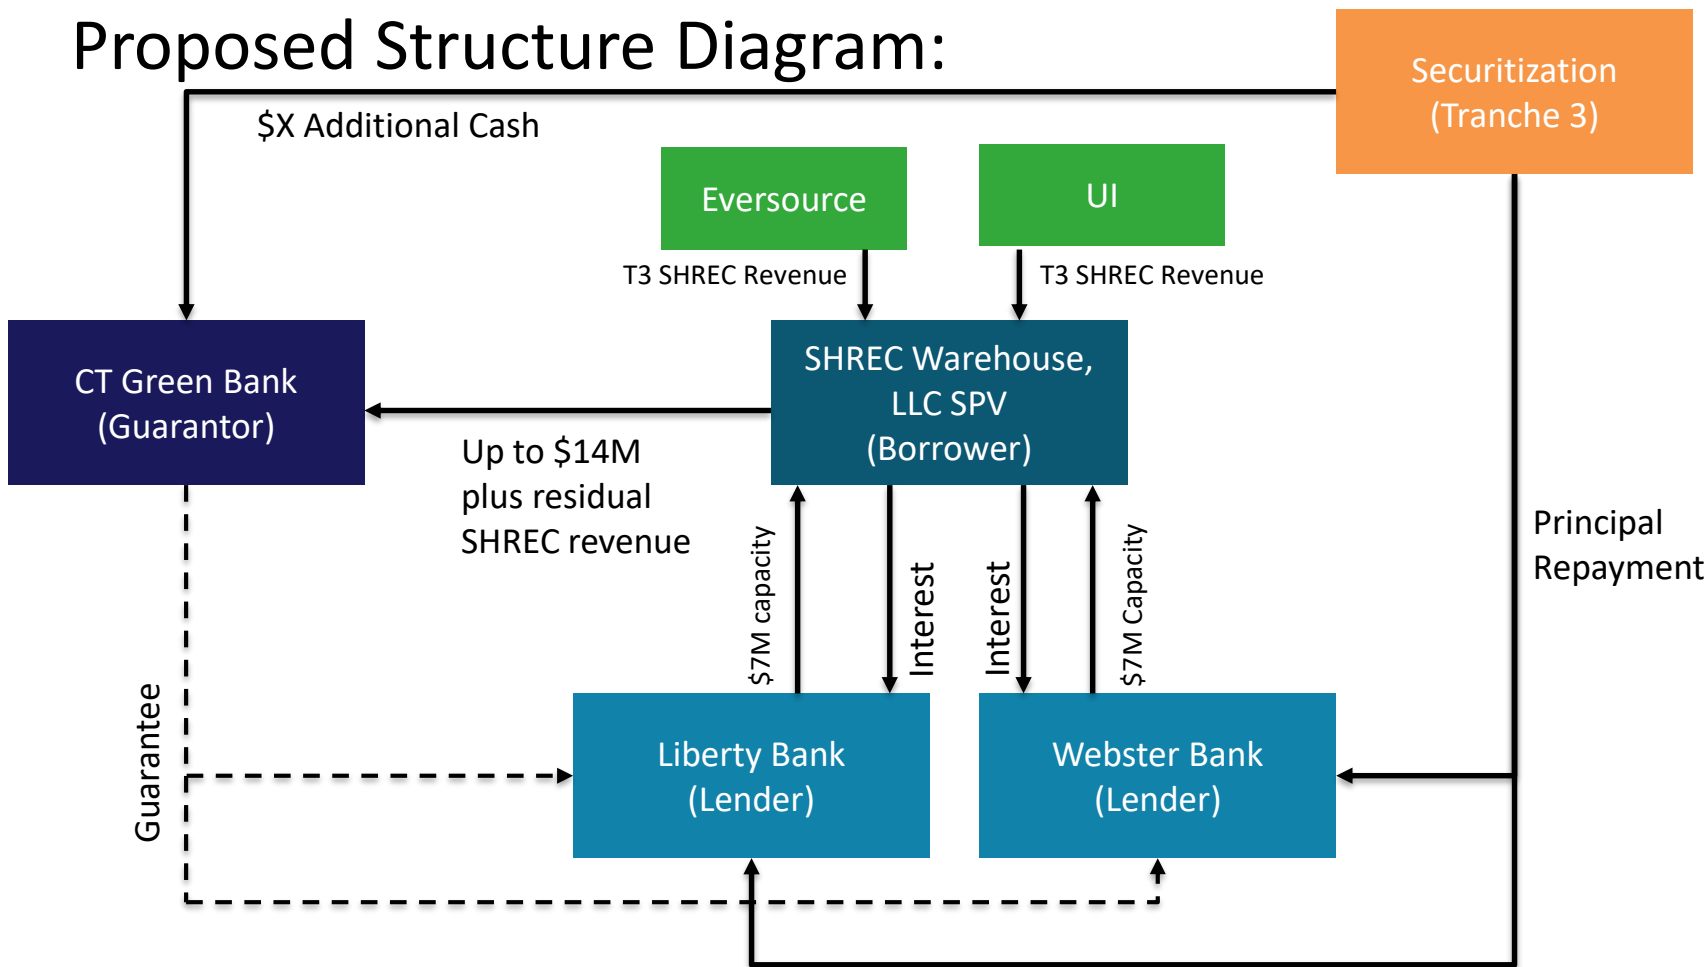 Proposed Structure Diagram:
Securitization
(Tranche 3)
$X Additional Cash
Eversource
UI
T3 SHREC Revenue
T3 SHREC Revenue
CT Green Bank
(Guarantor)
SHREC Warehouse,
LLC SPV
(Borrower)
Up to $14M
plus residual
SHREC revenue
$7M capacity
Interest
Interest
$7M Capacity
Principal
Repayment
Guarantee
Liberty Bank
(Lender)
Webster Bank
(Lender)